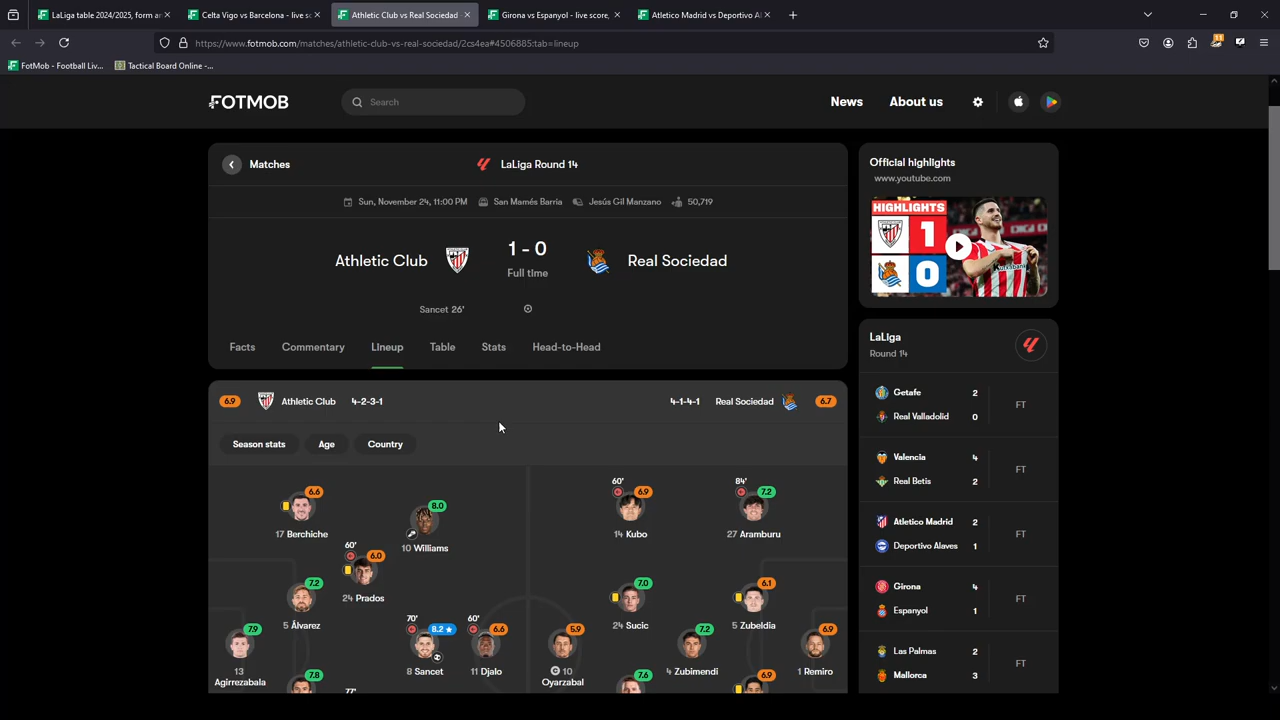 LaLiga table 2024/2025, form ar
Celta Vigo vs Barcelona - live sc
Athletic Club vs Real Sociedad
Girona vs Espanyol - live score,
Atletico Madrid vs Deportivo Al
https://www.fotmob.com/matches/athletic-club-vs-real-sociedad/2cs4ea#4506885:tab=lineup
11
FotMob - Football Liv...
Tactical Board Online -...
FOTMOB
Search
News
About us
Matches
LaLiga Round 14
Sun, November 24, 11:00 PM
San Mamés Barria
Jesús Gil Manzano
50,719
Athletic Club
1 - 0
Full time
Real Sociedad
Sancet 26'
Facts
Commentary
Lineup
Table
Stats
Head-to-Head
6.9
Athletic Club
4-2-3-1
4-1-4-1
Real Sociedad
6.7
Season stats
Age
Country
6.6
17 Berchiche
8.0
10 Williams
60'
6.0
24 Prados
7.2
5 Álvarez
7.9
13
Agirrezabala
70'
8.2
8 Sancet
60'
6.6
11 Djalo
7.8
77'
60'
6.9
14 Kubo
84'
7.2
27 Aramburu
7.0
24 Sucic
6.1
5 Zubeldia
5.9
C 10
Oyarzabal
7.2
4 Zubimendi
6.9
1 Remiro
7.6
6.9
Official highlights
www.youtube.com
HIGHLIGHTS
1
0
LaLiga
Round 14
Getafe 2
Real Valladolid 0
FT
Valencia 4
Real Betis 2
FT
Atletico Madrid 2
Deportivo Alaves 1
FT
Girona 4
Espanyol 1
FT
Las Palmas 2
Mallorca 3
FT